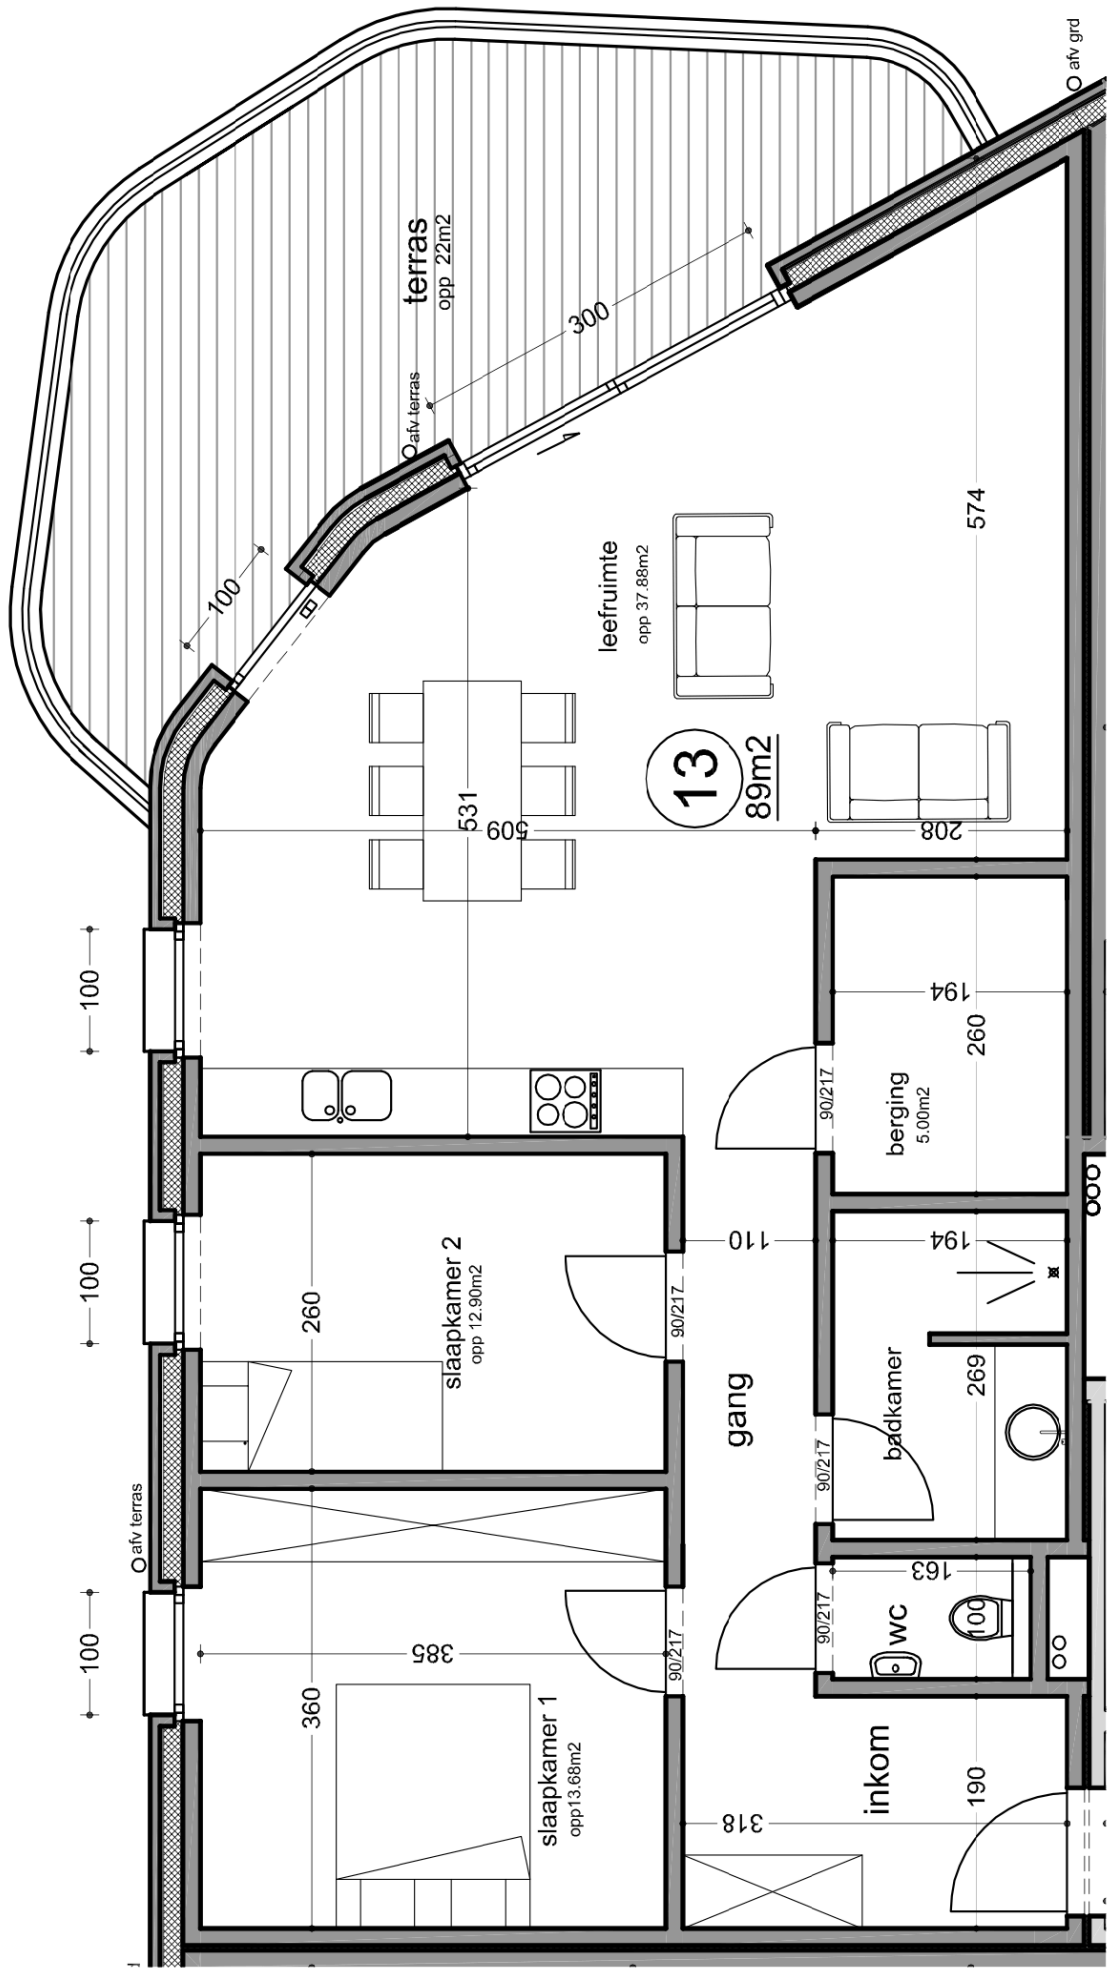 afv grd
terras
opp 22m2
300
afv terras
100
574
leefruimte
opp 37.88m2
13
89m2
531
509
208
100
194
260
berging
5.00m2
90/217
100
260
slaapkamer 2
opp 12.90m2
90/217
110
194
gang
269
badkamer
90/217
afv terras
100
385
360
slaapkamer 1
opp13.68m2
90/217
163
wc
100
90/217
inkom
190
318